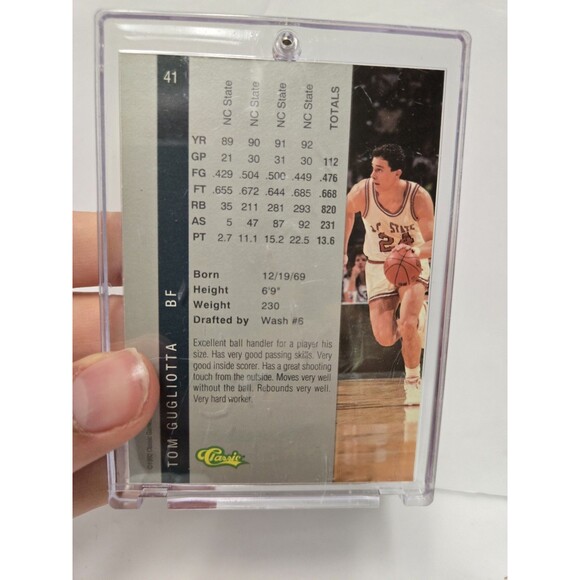 41
NC State NC State NC State NC State TOTALS
YR 89 90 91 92
GP 21 30 31 30 112
FG .429 .504 .500 .449 .476
FT .655 .672 .644 .685 .668
RB 35 211 281 293 820
AS 5 47 87 92 231
PT 2.7 11.1 15.2 22.5 13.6
Born 12/19/69
Height 6'9"
Weight 230
Drafted by Wash #6
Excellent ball handler for a player his
size. Has very good passing skills. Very
good inside scorer. Has a great shooting
touch from the outside. Moves very well
without the ball. Rebounds very well.
Very hard worker.
Classic
TOM GUGLIOTTA BF
STATE
24